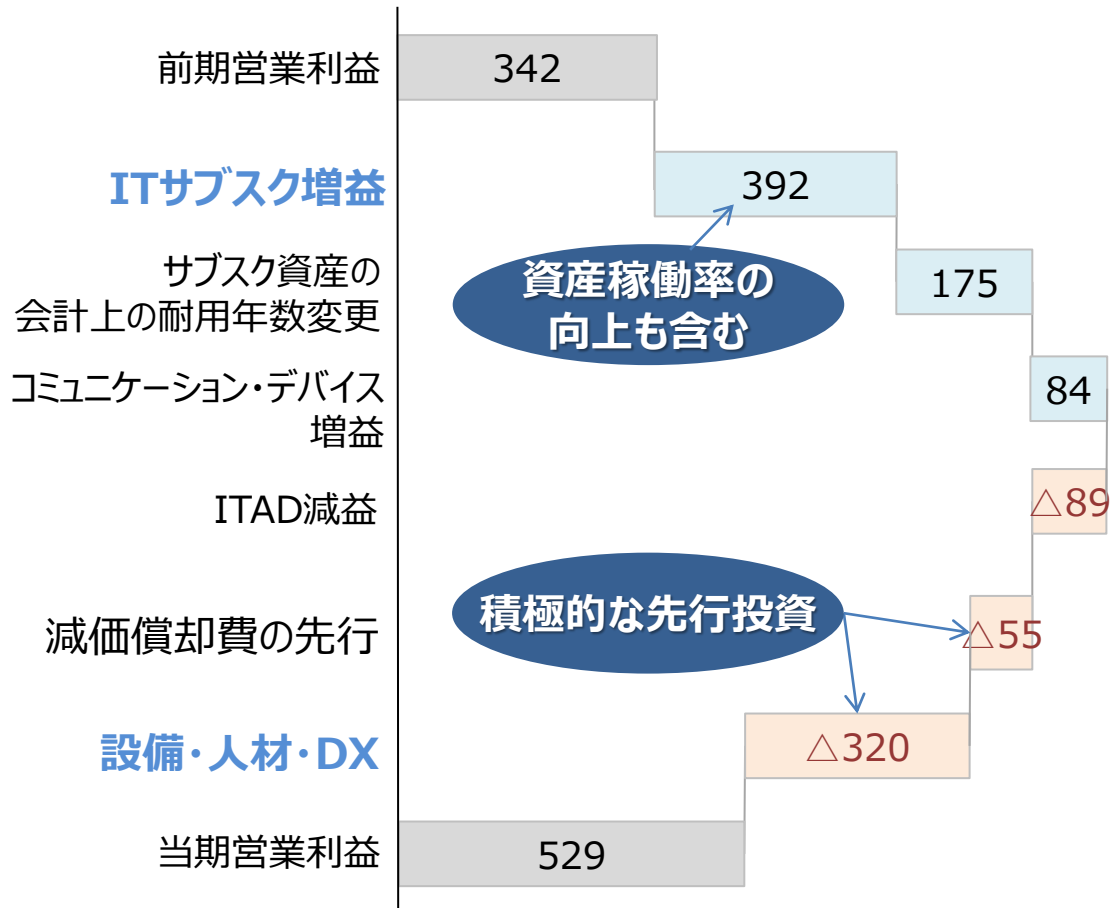 前期営業利益
342
ITサブスク増益
392
サブスク資産の
会計上の耐用年数変更
資産稼働率の
向上も含む
175
コミュニケーション・デバイス
増益
84
ITAD減益
△89
減価償却費の先行
積極的な先行投資
△55
設備・人材・DX
△320
当期営業利益
529